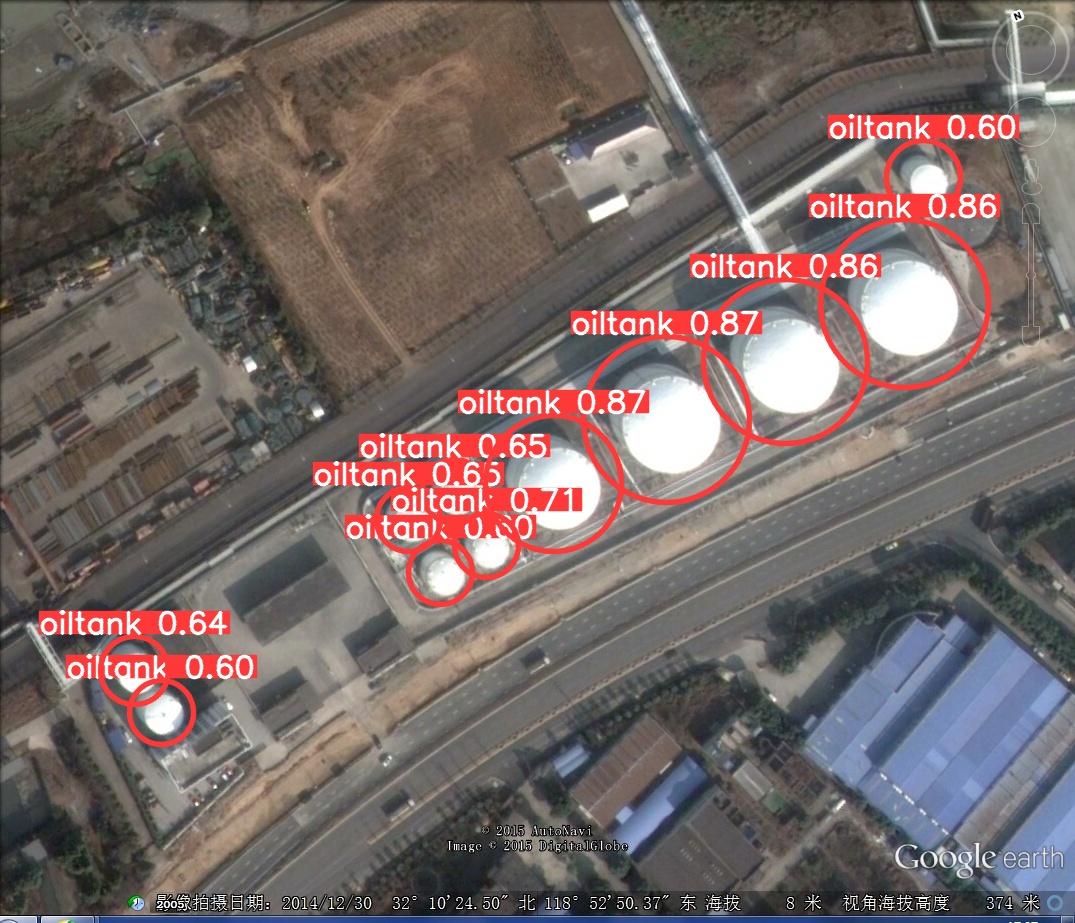 N
oiltank 0.60
oiltank 0.86
oiltank 0.86
oiltank 0.87
oiltank 0.87
oiltank 0.65
oiltank 0.65
oiltank 0.71
oiltank 0.60
oiltank 0.64
oiltank 0.60
© 2015 AutoNavi
Image © 2015 DigitalGlobe
Google earth
2005
影像拍摄日期: 2014/12/30 32° 10'24.50" 北 118° 52'50.37" 东 海拔 8 米 视角海拔高度 374 米